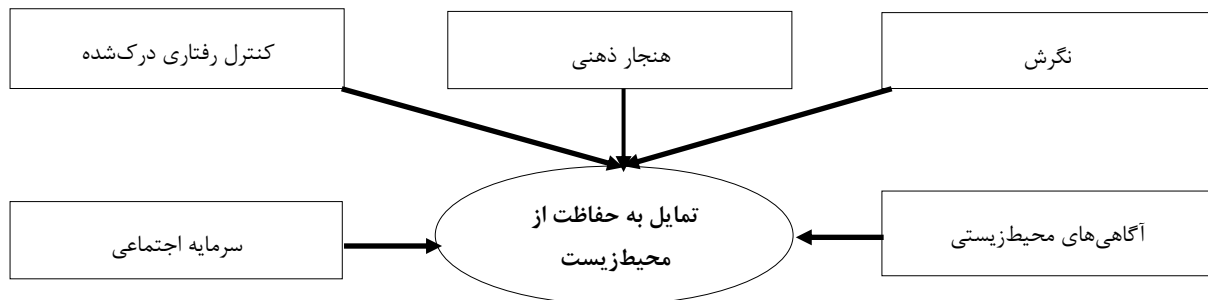 نگرش
هنجار ذهنی
کنترل رفتاری درک‌شده
آگاهی‌های محیط‌زیستی
تمایل به حفاظت از
محیط‌زیست
سرمایه اجتماعی